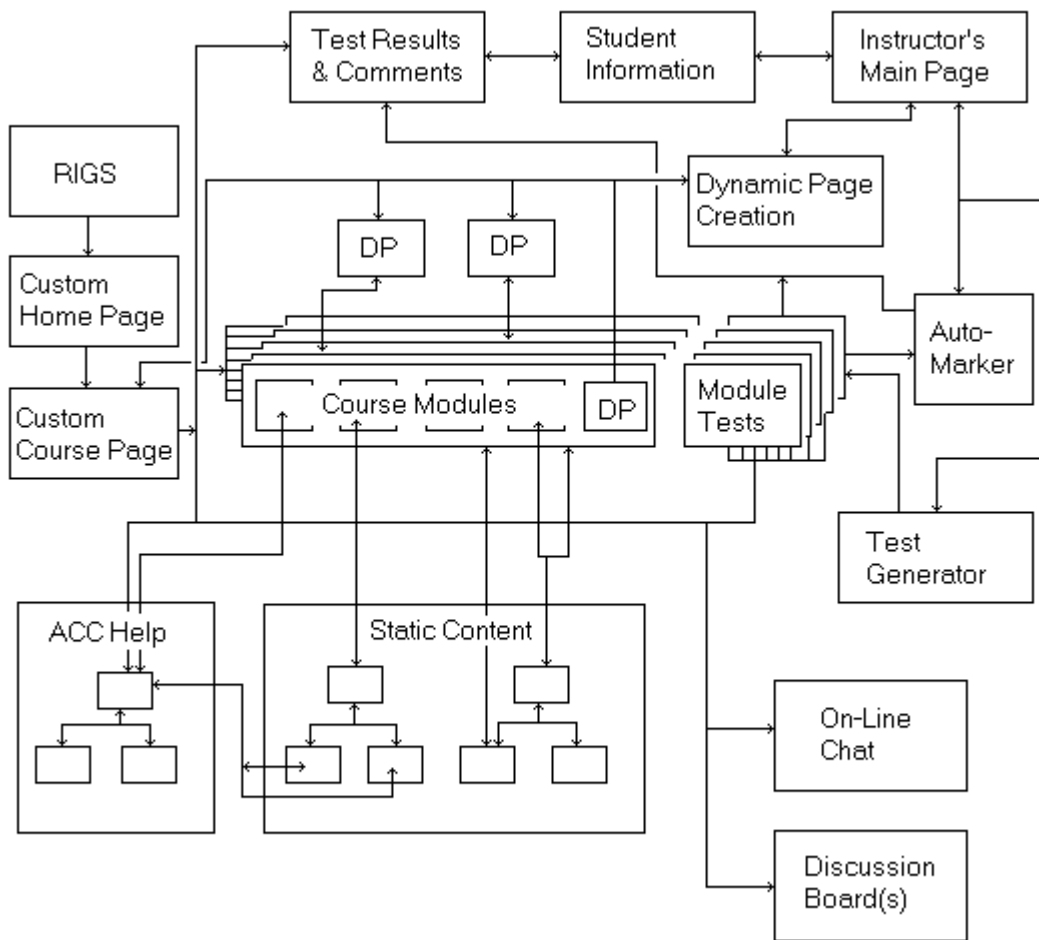 Test Results
& Comments
Student
Information
Instructor's
Main Page
RIGS
Dynamic Page
Creation
DP
DP
Custom
Home Page
Auto-
Marker
Custom
Course Page
Course Modules
DP
Module
Tests
Test
Generator
ACC Help
Static Content
On-Line
Chat
Discussion
Board(s)